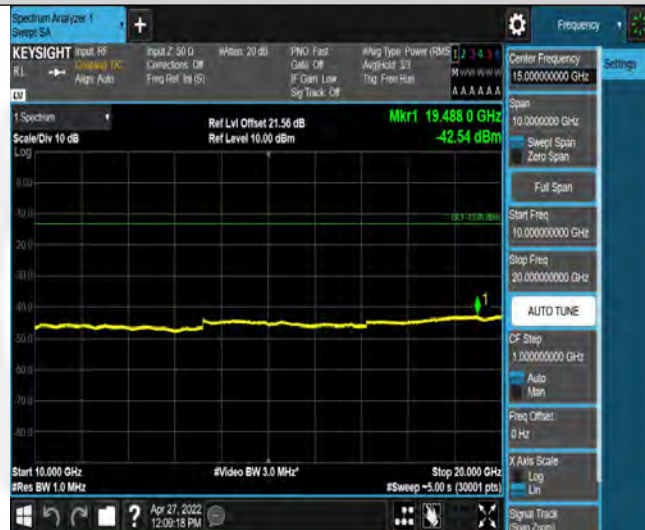 Spectrum Analyzer 1
Swept SA
+
Frequency
KEYSIGHT
Input: RF
Coupling: DC
Align: Auto
RL
LV
Input Z: 50 Ω
Corrections: Off
Freq Ref: Int (S)
#Atten: 20 dB
PNO: Fast
Gate: Off
IF Gain: Low
Sig Track: Off
#Avg Type: Power (RMS
Avg|Hold: 3/3
Trig: Free Run
1 2 3 4 5 6
M W W W W W
A A A A A A
1 Spectrum
Scale/Div 10 dB
Ref Lvl Offset 21.56 dB
Ref Level 10.00 dBm
Mkr1 19.488 0 GHz
-42.54 dBm
Log
0.00
-10.0
-20.0
-30.0
-40.0
-50.0
-60.0
-70.0
-80.0
1
Start 10.000 GHz
#Res BW 1.0 MHz
#Video BW 3.0 MHz*
Stop 20.000 GHz
#Sweep ~5.00 s (30001 pts)
Apr 27, 2022
12:09:18 PM
?
Center Frequency
15.000000000 GHz
Settings
Span
10.0000000 GHz
Swept Span
Zero Span
Full Span
Start Freq
10.000000000 GHz
Stop Freq
20.000000000 GHz
AUTO TUNE
CF Step
1.000000000 GHz
Auto
Man
Freq Offset
0 Hz
X Axis Scale
Log
Lin
Signal Track
(Span Zoom)